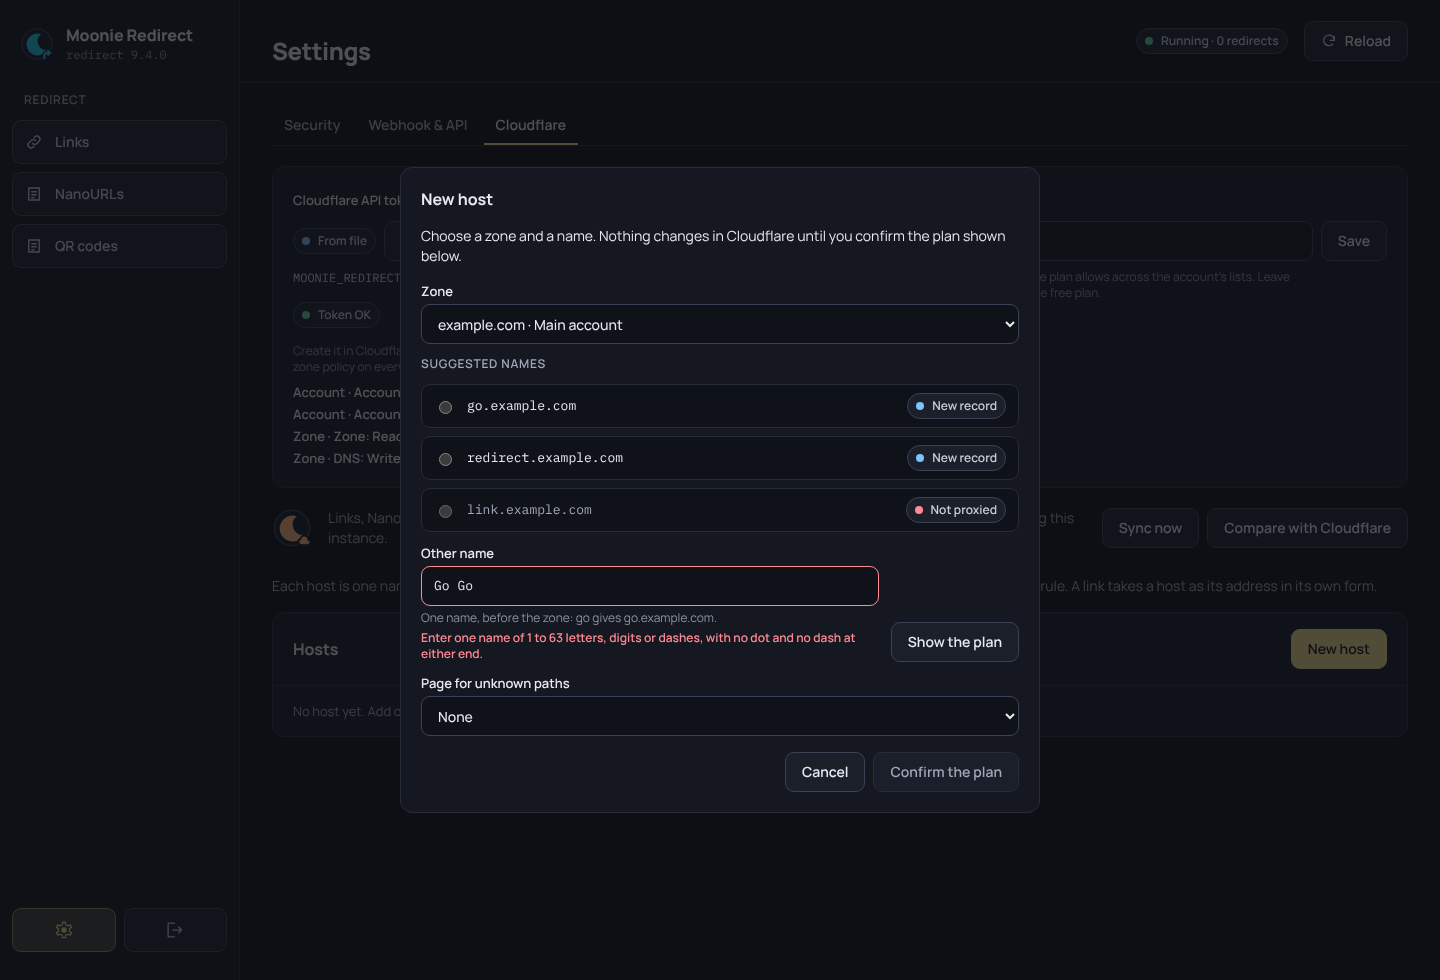 Moonie Redirect
redirect 9.4.0
REDIRECT
Links
NanoURLs
QR codes
Settings
Running · 0 redirects
Reload
Security
Webhook & API
Cloudflare
Cloudflare API
From file
Save
MOONIE_REDIRECT
plan allows across the account's lists. Leave
free plan.
Token OK
Create it in
zone policy on
Account ·
Account ·
Zone · Zone:
Zone · DNS: Write
Links,
instance.
this
Sync now
Compare with Cloudflare
Each host is one
rule. A link takes a host as its address in its own form.
Hosts
New host
No host yet. Add
New host
Choose a zone and a name. Nothing changes in Cloudflare until you confirm the plan shown
below.
Zone
example.com · Main account
SUGGESTED NAMES
go.example.com
New record
redirect.example.com
New record
link.example.com
Not proxied
Other name
Go Go
One name, before the zone: go gives go.example.com.
Enter one name of 1 to 63 letters, digits or dashes, with no dot and no dash at
either end.
Show the plan
Page for unknown paths
None
Cancel
Confirm the plan